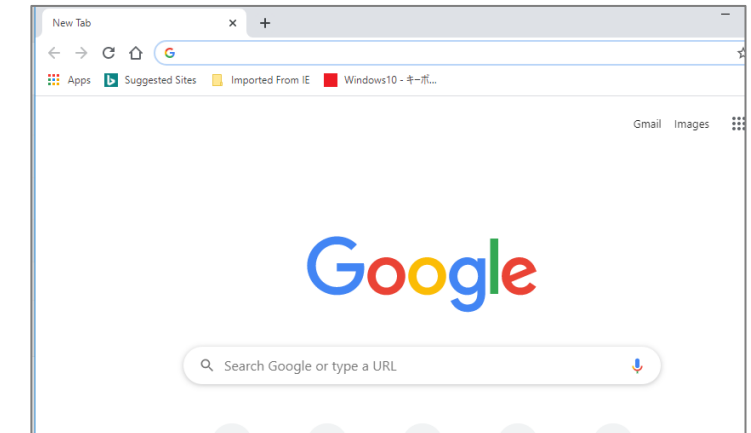 New Tab
Apps Suggested Sites Imported From IE Windows10 - キーボ...
Gmail Images
Google
Search Google or type a URL